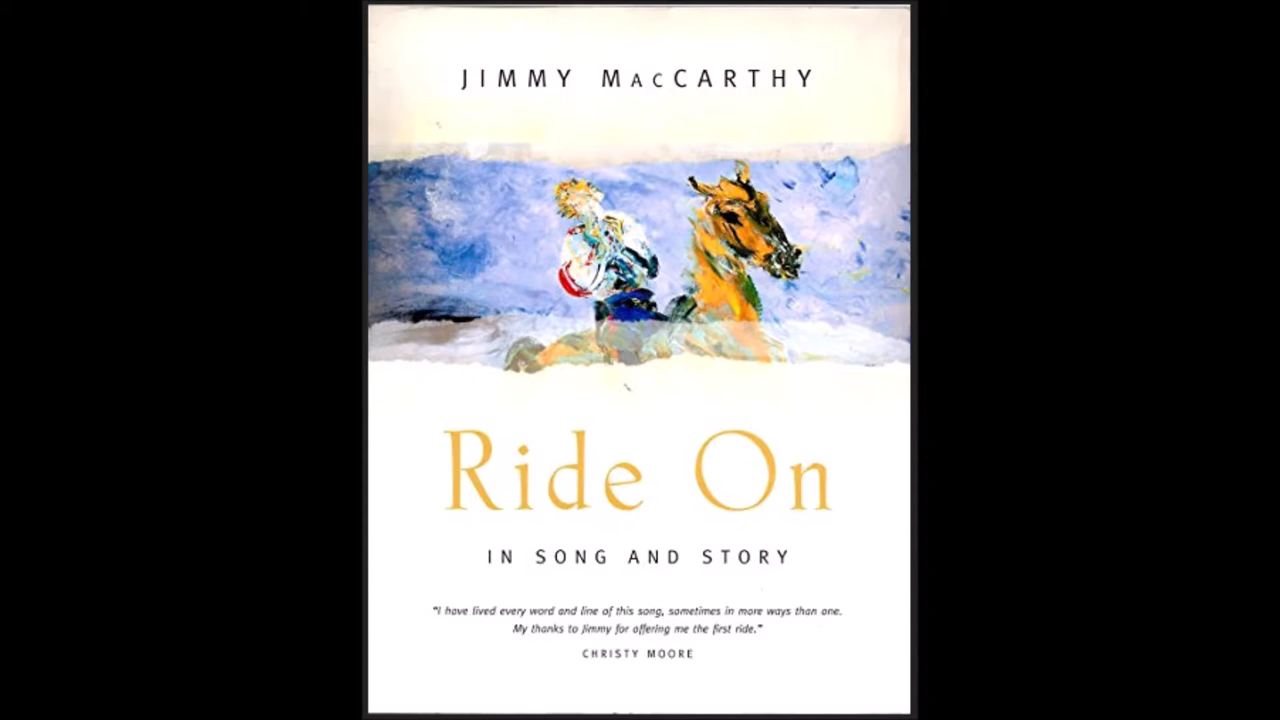 JIMMY MacCARTHY
Ride On
IN SONG AND STORY
"I have lived every word and line of this song, sometimes in more ways than one.
My thanks to Jimmy for offering me the first ride."
CHRISTY MOORE